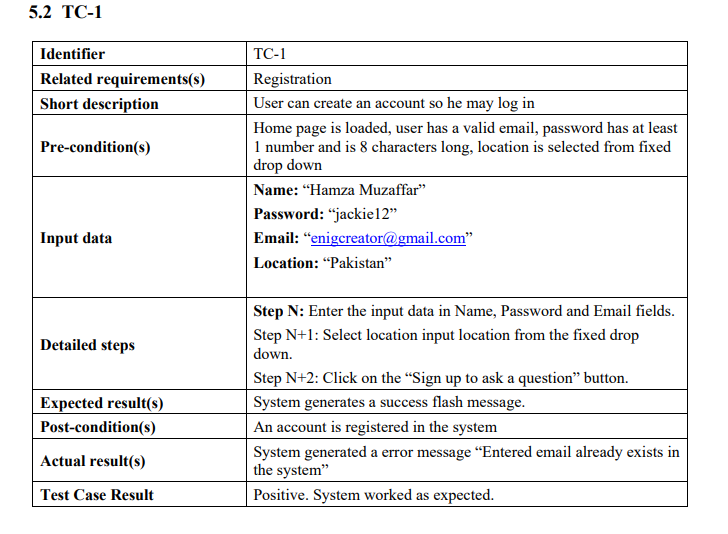 5.2 TC-1
Identifier
TC-1
Related requirements(s)
Registration
Short description
User can create an account so he may log in
Pre-condition(s)
Home page is loaded, user has a valid email, password has at least
1 number and is 8 characters long, location is selected from fixed
drop down
Input data
Name: “Hamza Muzaffar”
Password: “jackie12”
Email: “enigcreator@gmail.com”
Location: “Pakistan”
Detailed steps
Step N: Enter the input data in Name, Password and Email fields.
Step N+1: Select location input location from the fixed drop
down.
Step N+2: Click on the “Sign up to ask a question” button.
Expected result(s)
System generates a success flash message.
Post-condition(s)
An account is registered in the system
Actual result(s)
System generated a error message “Entered email already exists in
the system”
Test Case Result
Positive. System worked as expected.